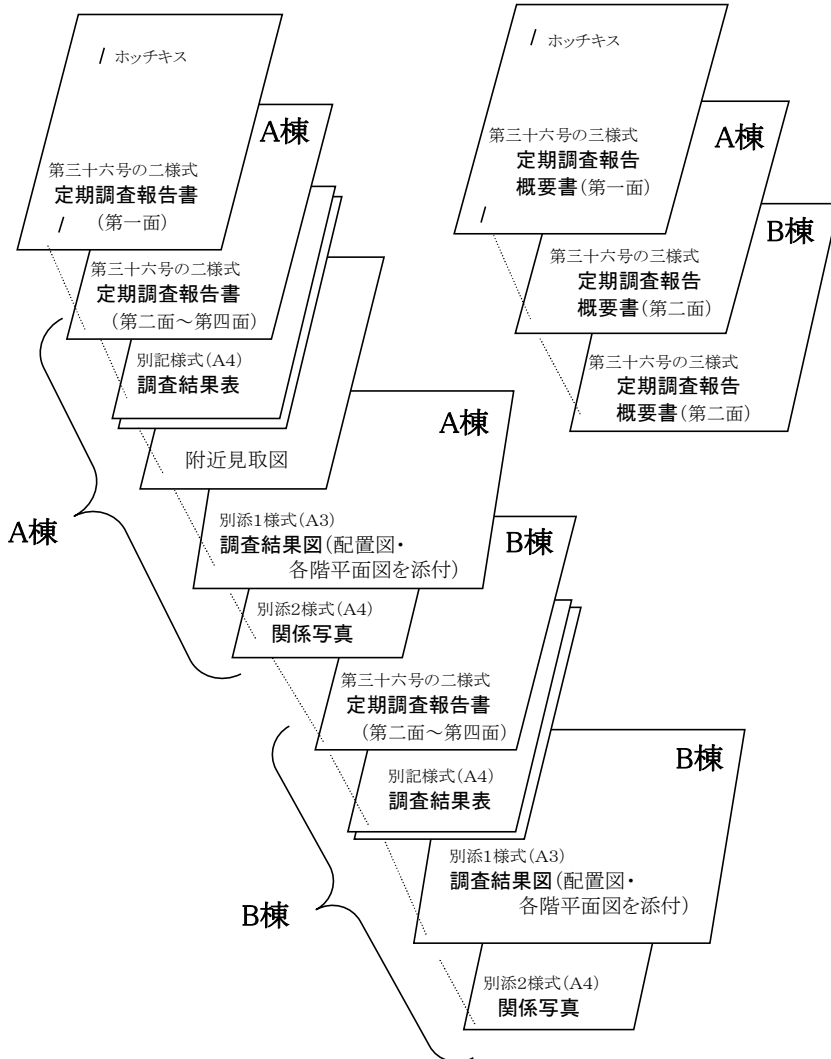 ホッチキス
A棟
第三十六号の二様式
定期調査報告書
(第一面)
第三十六号の二様式
定期調査報告書
(第二面～第四面)
別記様式(A4)
調査結果表
附近見取図
A棟
別添1様式(A3)
調査結果図(配置図・
各階平面図を添付)
別添2様式(A4)
関係写真
A棟
B棟
第三十六号の二様式
定期調査報告書
(第二面～第四面)
別記様式(A4)
調査結果表
B棟
別添1様式(A3)
調査結果図(配置図・
各階平面図を添付)
別添2様式(A4)
関係写真
B棟
ホッチキス
第三十六号の三様式
定期調査報告
概要書(第一面)
A棟
第三十六号の三様式
定期調査報告
概要書(第二面)
B棟
第三十六号の三様式
定期調査報告
概要書(第二面)